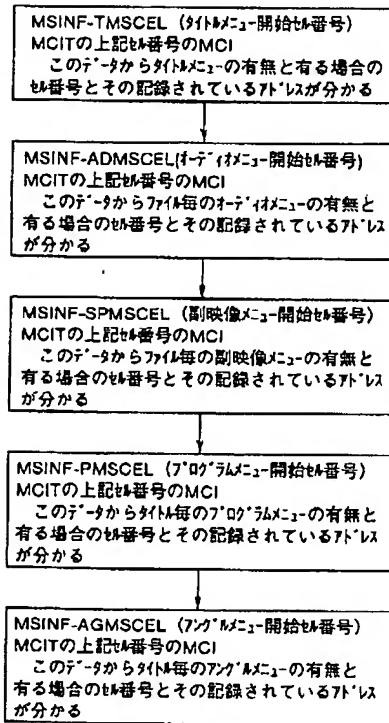 MSINF-TMSCEL (ﾀｲﾄﾙﾒﾆｭｰ開始ｾﾙ番号)
MCITの上記ｾﾙ番号のMCI
このﾃﾞｰﾀからﾀｲﾄﾙﾒﾆｭｰの有無と有る場合の
ｾﾙ番号とその記録されているｱﾄﾞﾚｽが分かる
MSINF-ADMSCEL(ｵｰﾃﾞｨｵﾒﾆｭｰ開始ｾﾙ番号)
MCITの上記ｾﾙ番号のMCI
このﾃﾞｰﾀからﾌｧｲﾙ毎のｵｰﾃﾞｨｵﾒﾆｭｰの有無と
有る場合のｾﾙ番号とその記録されているｱﾄﾞﾚｽ
が分かる
MSINF-SPMSCEL (副映像ﾒﾆｭｰ開始ｾﾙ番号)
MCITの上記ｾﾙ番号のMCI
このﾃﾞｰﾀからﾌｧｲﾙ毎の副映像ﾒﾆｭｰの有無と
有る場合のｾﾙ番号とその記録されているｱﾄﾞﾚｽ
が分かる
MSINF-PMSCEL (ﾌﾟﾛｸﾞﾗﾑﾒﾆｭｰ開始ｾﾙ番号)
MCITの上記ｾﾙ番号のMCI
このﾃﾞｰﾀからﾀｲﾄﾙ毎のﾌﾟﾛｸﾞﾗﾑﾒﾆｭｰの有無と
有る場合のｾﾙ番号とその記録されているｱﾄﾞﾚｽ
が分かる
MSINF-AGMSCEL (ｱﾝｸﾞﾙﾒﾆｭｰ開始ｾﾙ番号)
MCITの上記ｾﾙ番号のMCI
このﾃﾞｰﾀからﾀｲﾄﾙ毎のｱﾝｸﾞﾙﾒﾆｭｰの有無と
有る場合のｾﾙ番号とその記録されているｱﾄﾞﾚｽ
が分かる